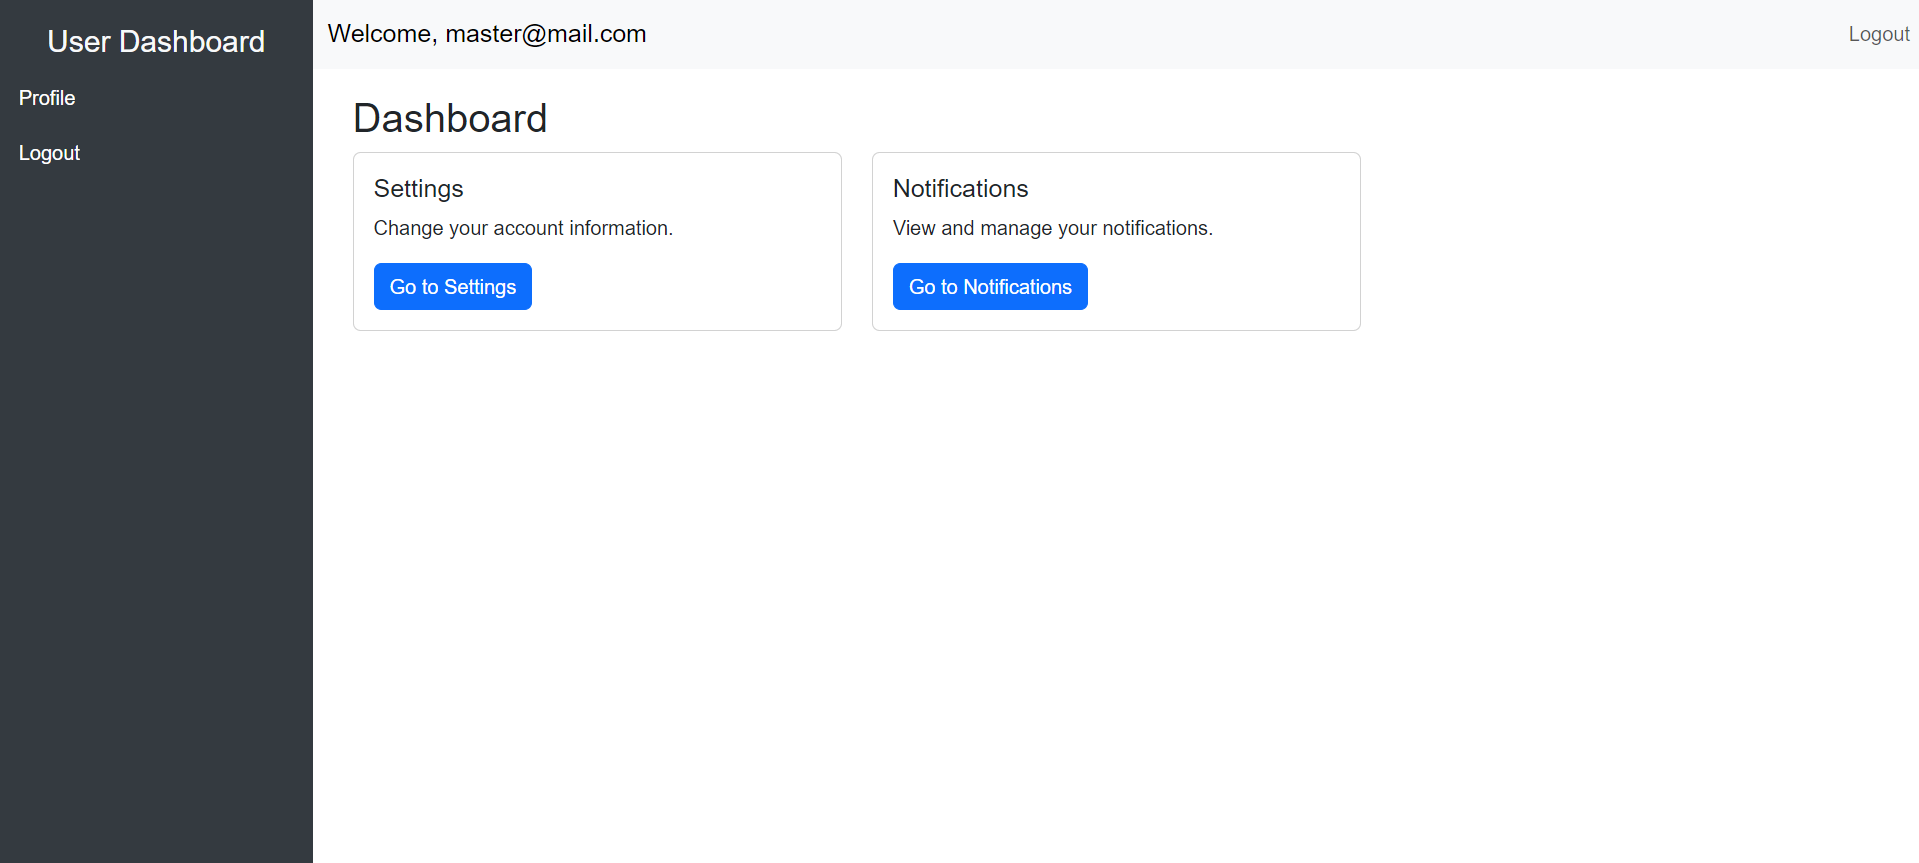 User Dashboard
Profile
Logout
Welcome, master@mail.com
Logout
Dashboard
Settings
Change your account information.
Go to Settings
Notifications
View and manage your notifications.
Go to Notifications